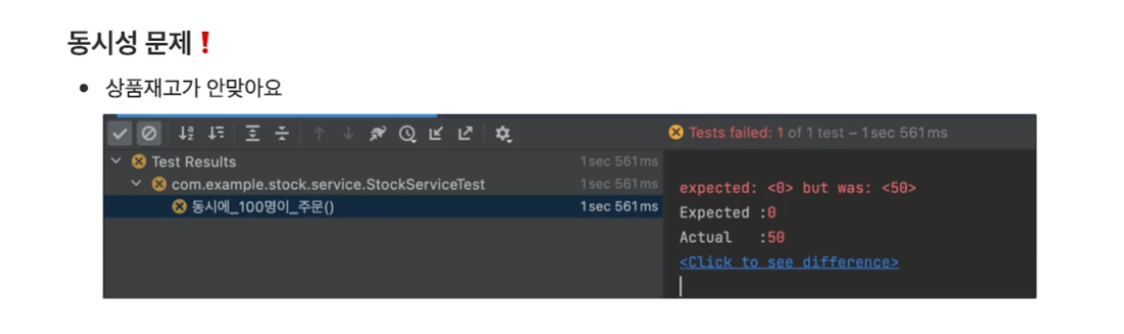 동시성 문제❗
• 상품재고가 안맞아요
Tests failed: 1 of 1 test – 1 sec 561 ms
Test Results 1 sec 561 ms
com.example.stock.service.StockServiceTest 1 sec 561 ms
동시에_100명이_주문() 1 sec 561 ms
expected: <0> but was: <50>
Expected :0
Actual   :50
<Click to see difference>